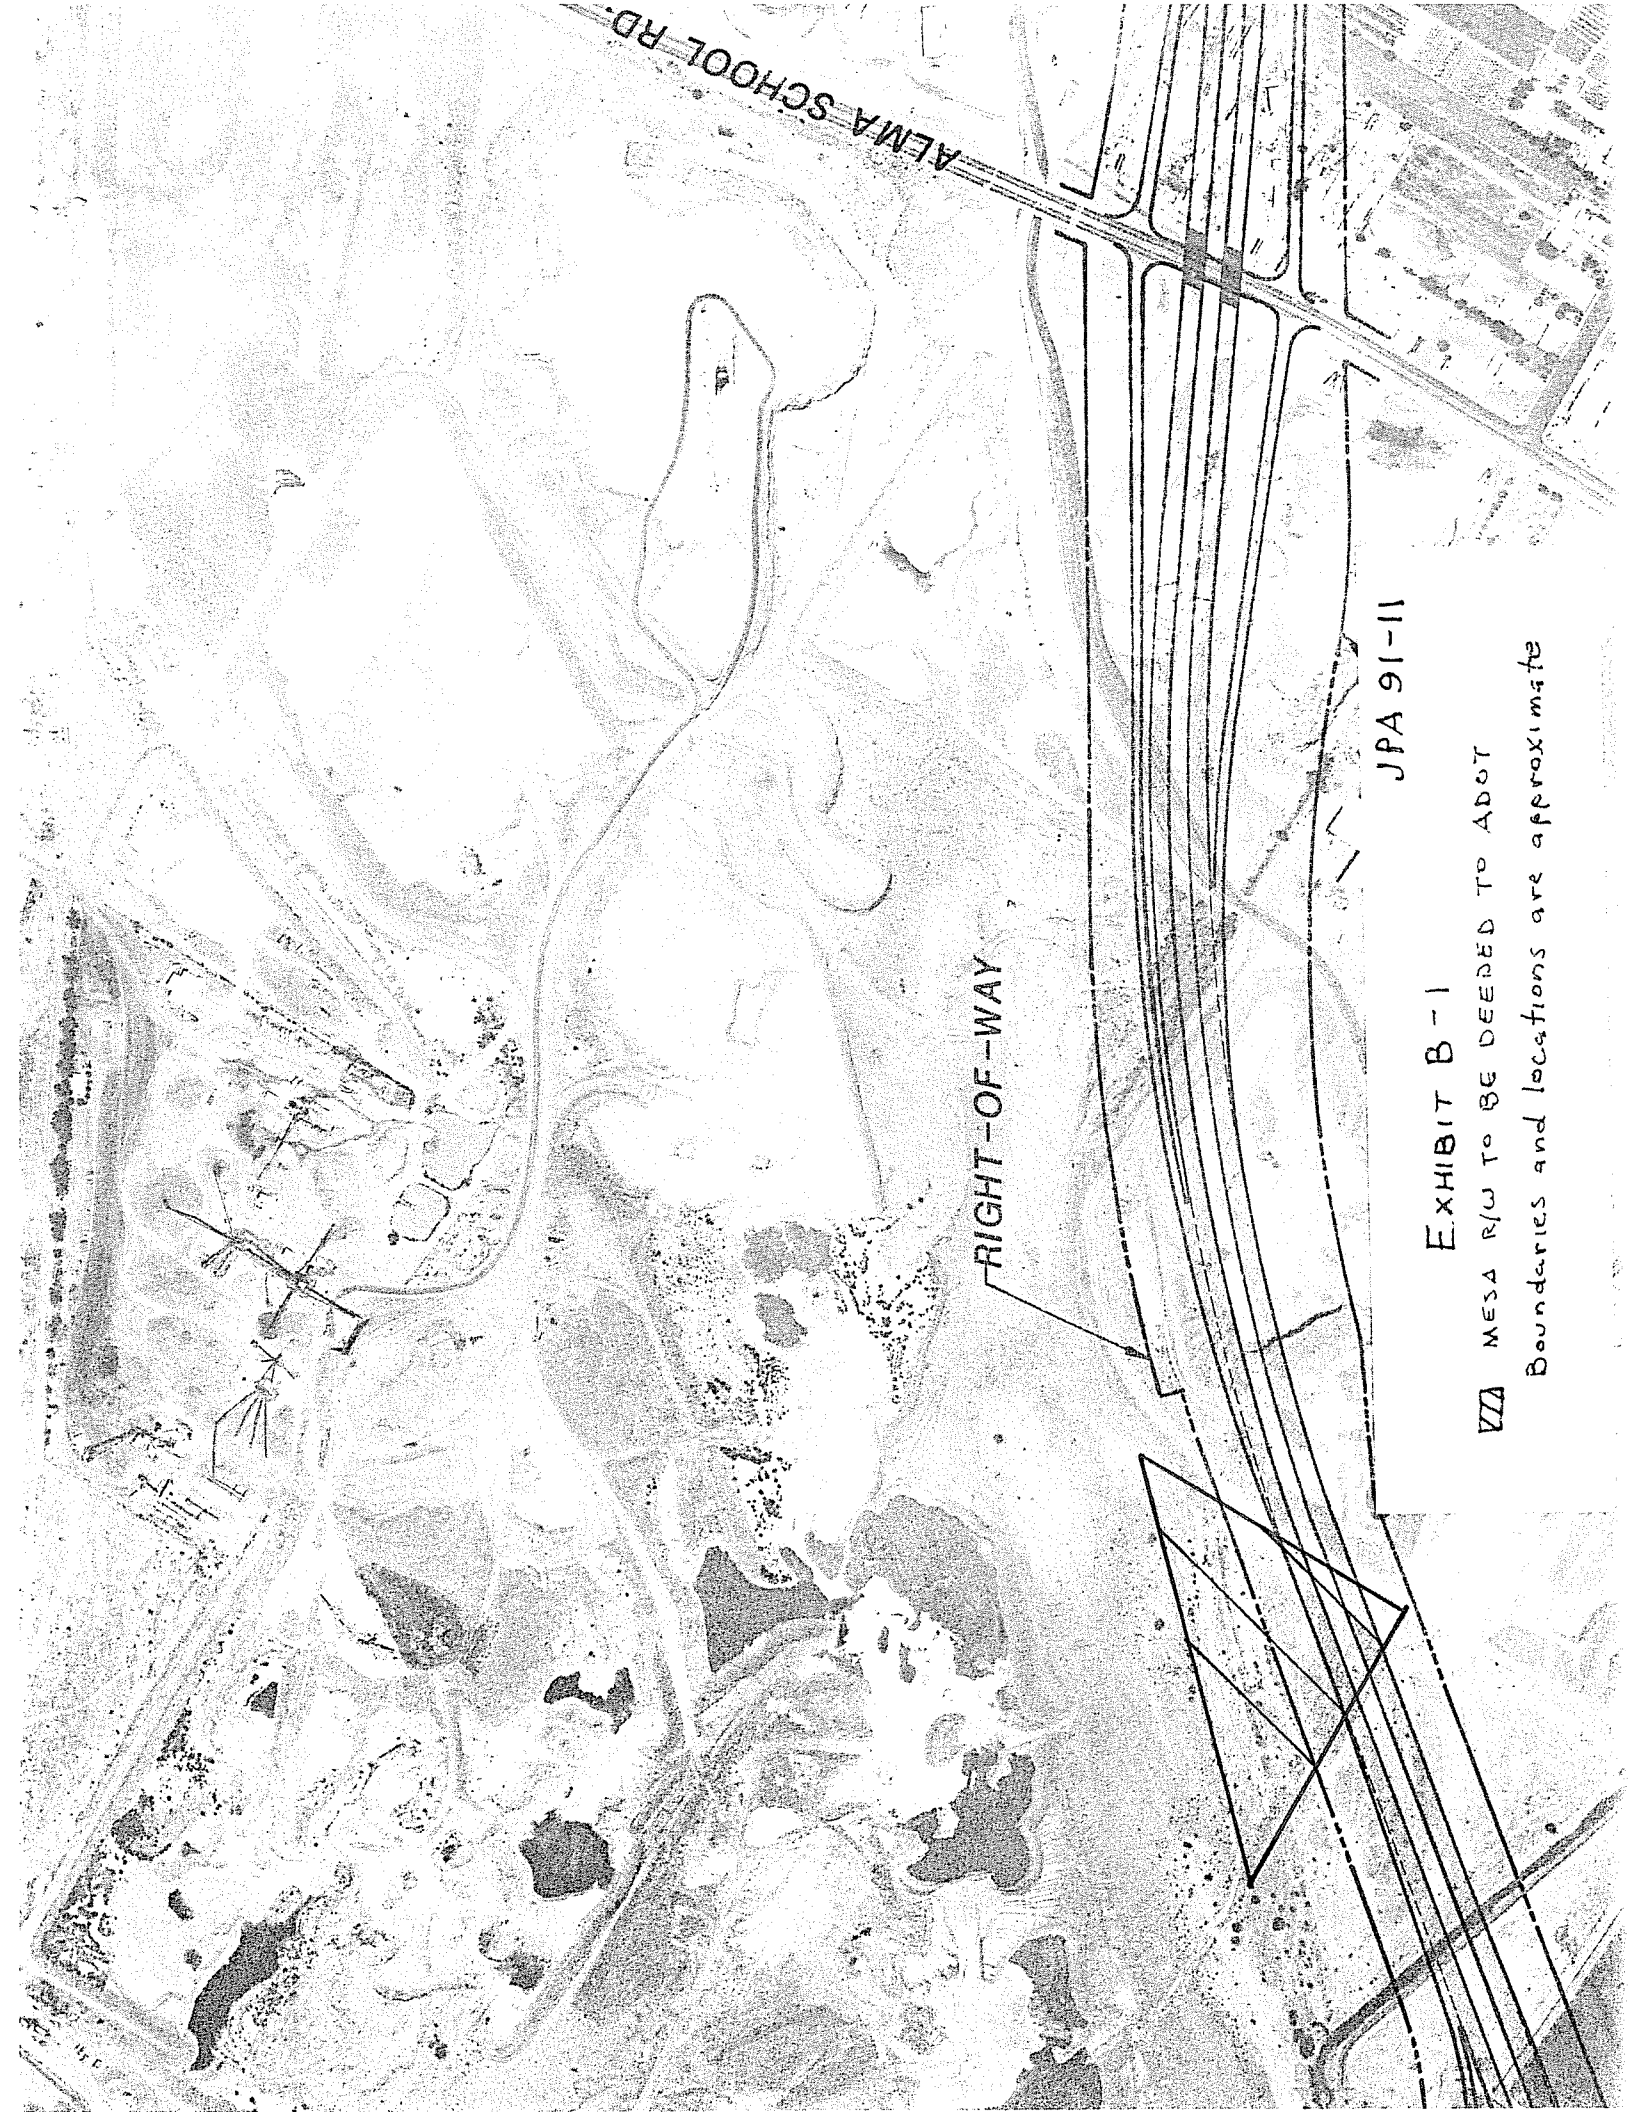 ALMA SCHOOL RD.
RIGHT-OF-WAY
JPA 91-11
EXHIBIT B-1
MESA R/W TO BE DEEDED TO ADOT
Boundaries and locations are approximate